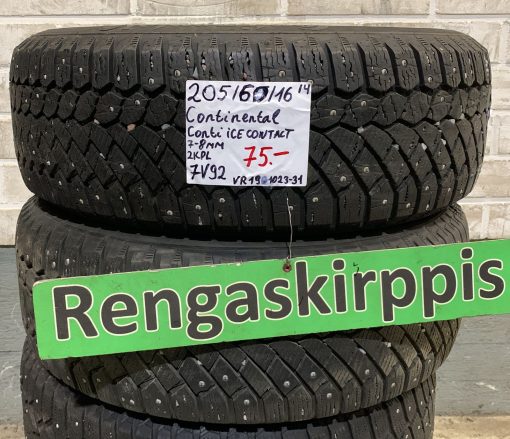 205/60/16 14
Continental
Conti iCE CONTACT
7-8MM
2KPL
75.-
7V92
VR19 1023-31
Rengaskirppis